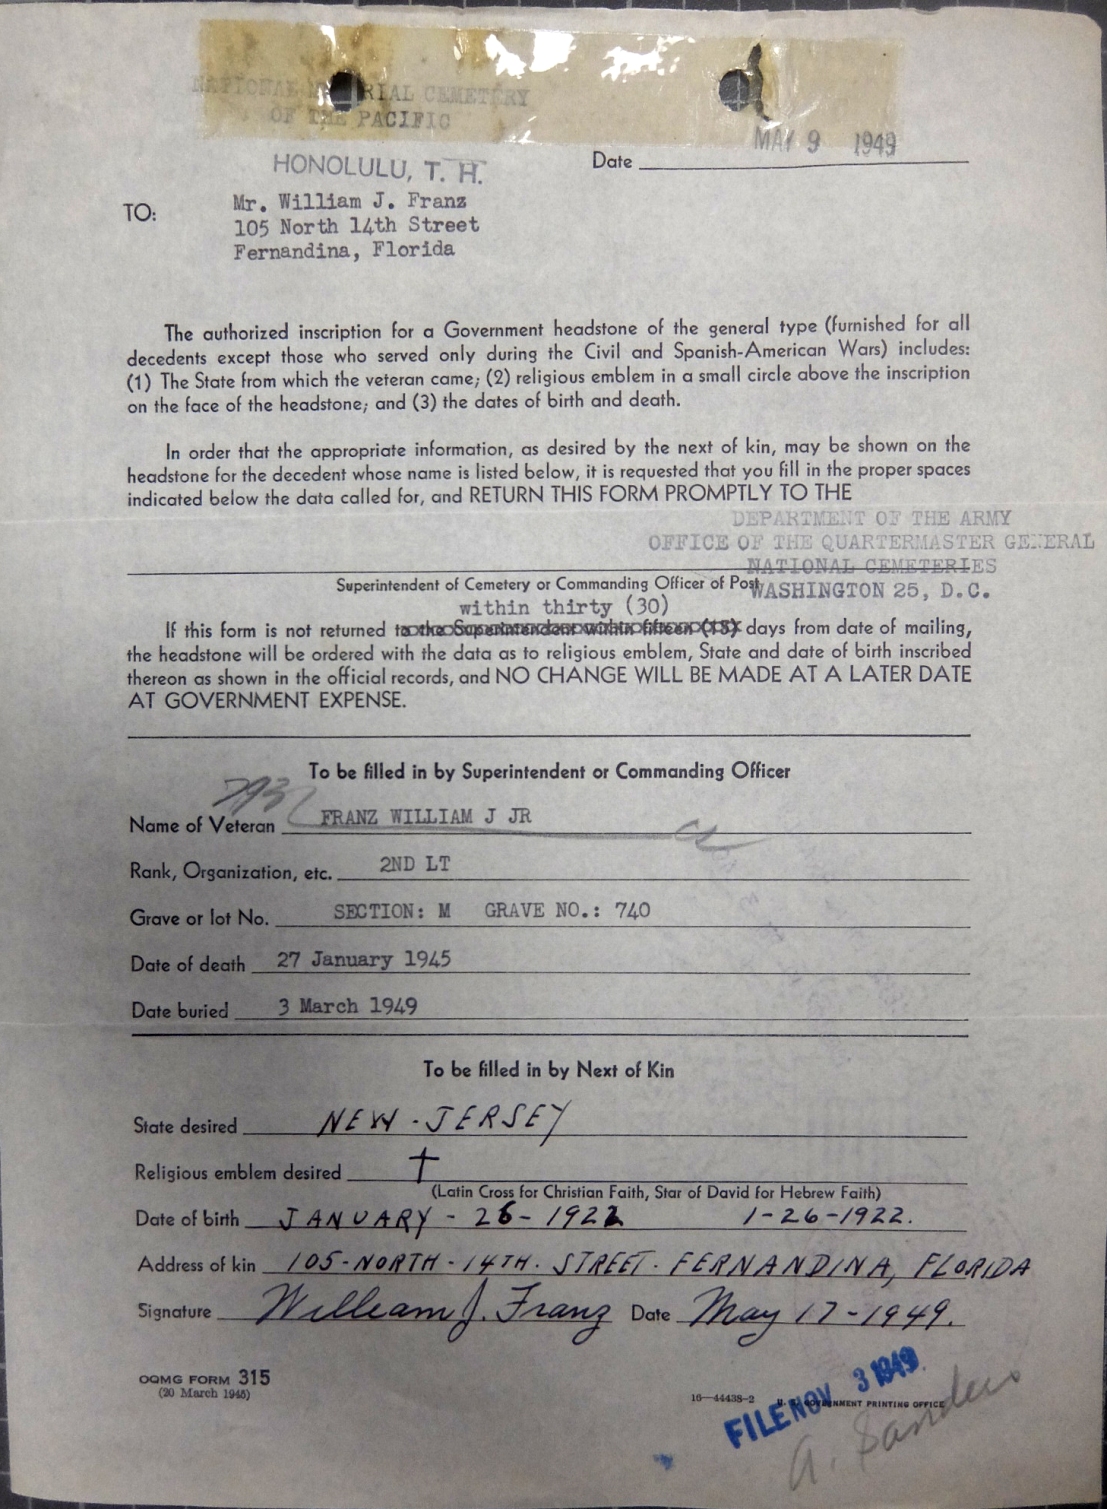 NATIONAL MEMORIAL CEMETERY
OF THE PACIFIC
MAY 9 1949
HONOLULU, T. H.
Date
TO:
Mr. William J. Franz
105 North 14th Street
Fernandina, Florida
The authorized inscription for a Government headstone of the general type (furnished for all
decedents except those who served only during the Civil and Spanish-American Wars) includes:
(1) The State from which the veteran came; (2) religious emblem in a small circle above the inscription
on the face of the headstone; and (3) the dates of birth and death.
In order that the appropriate information, as desired by the next of kin, may be shown on the
headstone for the decedent whose name is listed below, it is requested that you fill in the proper spaces
indicated below the data called for, and RETURN THIS FORM PROMPTLY TO THE
DEPARTMENT OF THE ARMY
OFFICE OF THE QUARTERMASTER GENERAL
NATIONAL CEMETERIES
WASHINGTON 25, D.C.
Superintendent of Cemetery or Commanding Officer of Post
within thirty (30)
If this form is not returned to the Superintendent within fifteen (15) days from date of mailing,
the headstone will be ordered with the data as to religious emblem, State and date of birth inscribed
thereon as shown in the official records, and NO CHANGE WILL BE MADE AT A LATER DATE
AT GOVERNMENT EXPENSE.
To be filled in by Superintendent or Commanding Officer
Name of Veteran FRANZ WILLIAM J JR
Rank, Organization, etc. 2ND LT
Grave or lot No. SECTION: M GRAVE NO.: 740
Date of death 27 January 1945
Date buried 3 March 1949
To be filled in by Next of Kin
State desired NEW-JERSEY
Religious emblem desired †
(Latin Cross for Christian Faith, Star of David for Hebrew Faith)
Date of birth JANUARY-26-1922 1-26-1922.
Address of kin 105-NORTH-14TH. STREET. FERNANDINA, FLORIDA
Signature William J. Franz Date May 17-1949.
OQMG FORM 315
(20 March 1945)
16—44438-2 U. S. GOVERNMENT PRINTING OFFICE
FILE NOV 3 1949
A. Sanders